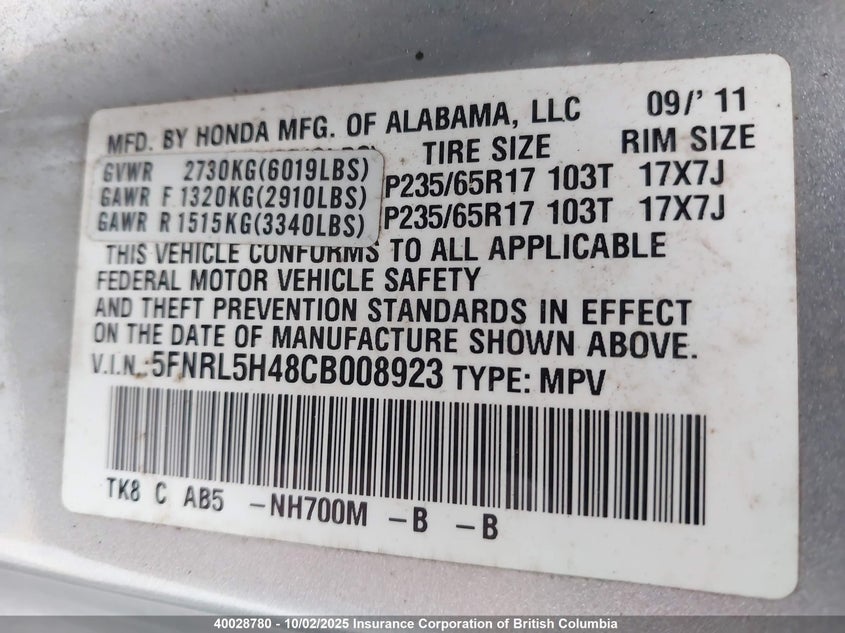 MFD. BY HONDA MFG. OF ALABAMA, LLC 09/' 11
TIRE SIZE RIM SIZE
GVWR 2730KG(6019LBS)
GAWR F 1320KG(2910LBS) P235/65R17 103T 17X7J
GAWR R 1515KG(3340LBS) P235/65R17 103T 17X7J
THIS VEHICLE CONFORMS TO ALL APPLICABLE
FEDERAL MOTOR VEHICLE SAFETY
AND THEFT PREVENTION STANDARDS IN EFFECT
ON THE DATE OF MANUFACTURE SHOWN ABOVE.
V.I.N.:5FNRL5H48CB008923 TYPE: MPV
TK8 C AB5 -NH700M -B -B
40028780 - 10/02/2025 Insurance Corporation of British Columbia